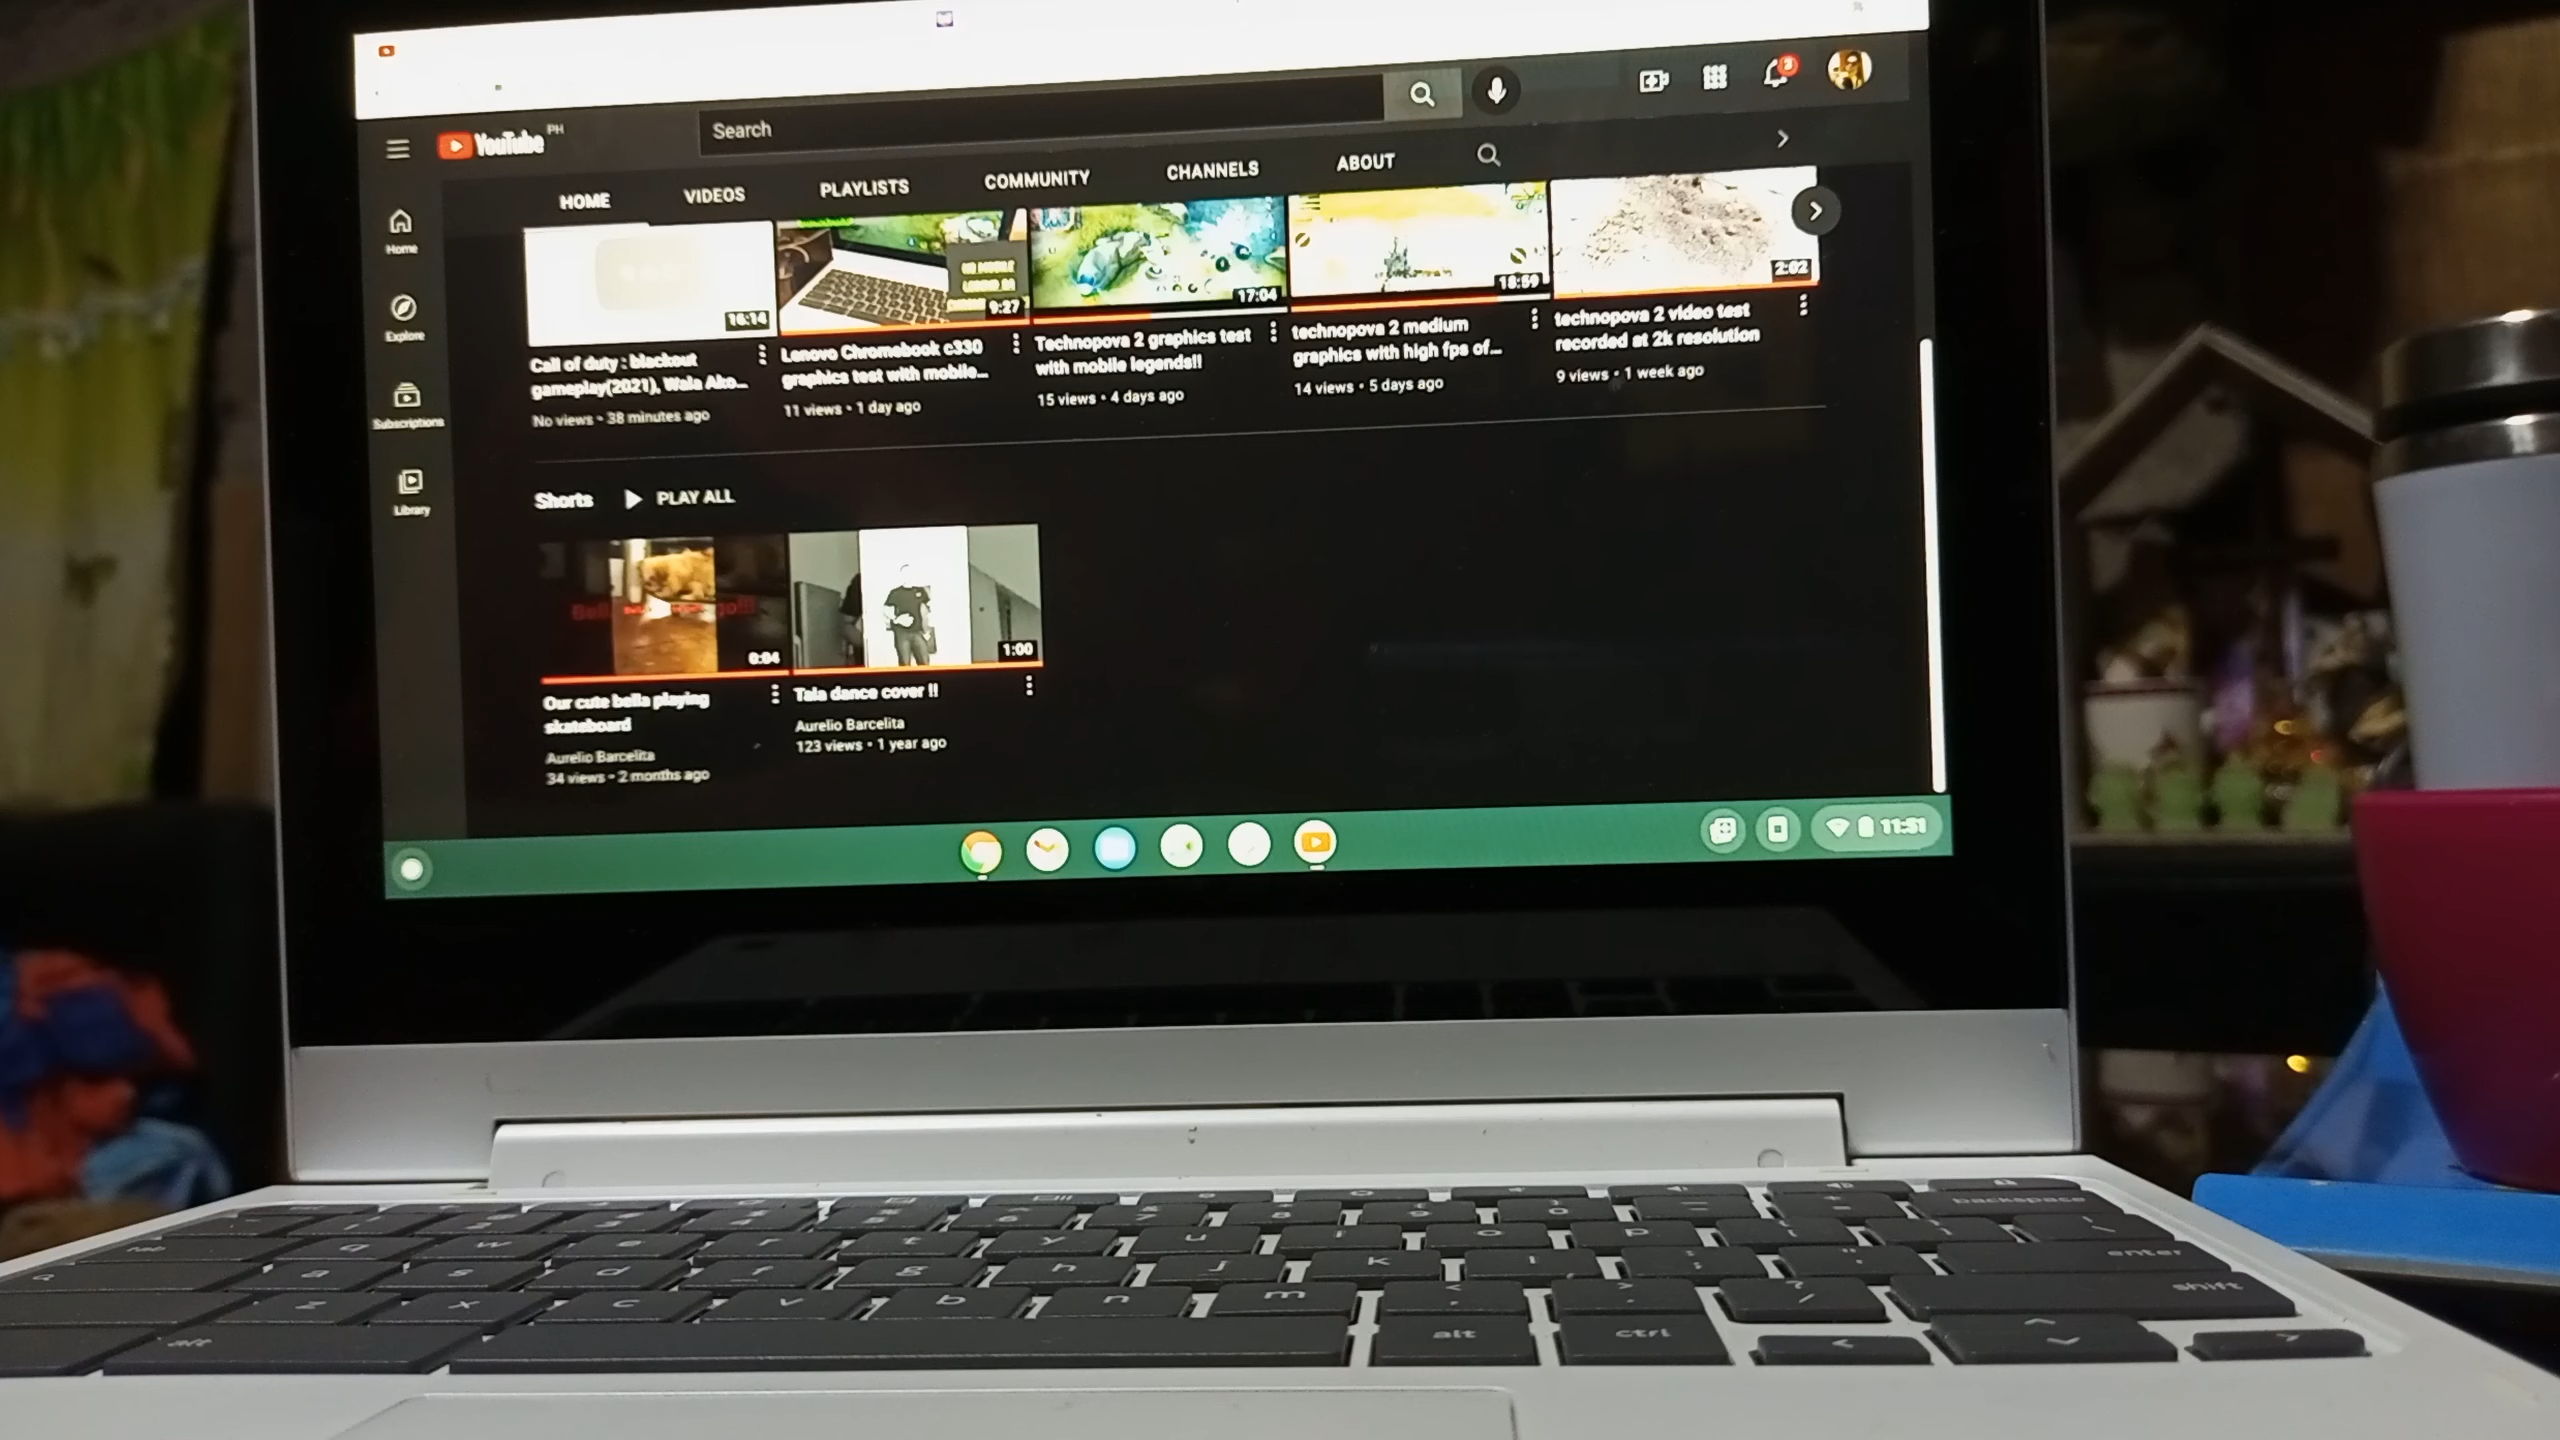 YouTube PH
Search
3
HOME VIDEOS PLAYLISTS COMMUNITY CHANNELS ABOUT
Home
Explore
Subscriptions
Library
16:14
9:27
17:04
18:59
2:02
Call of duty : blackout
gameplay(2021), Wala Ako...
No views • 38 minutes ago
Lenovo Chromebook c330
graphics test with mobile...
11 views • 1 day ago
Technopova 2 graphics test
with mobile legends!!
15 views • 4 days ago
technopova 2 medium
graphics with high fps of...
14 views • 5 days ago
technopova 2 video test
recorded at 2k resolution
9 views • 1 week ago
Shorts PLAY ALL
0:04
1:00
Our cute bella playing
skateboard
Aurelio Barcelita
34 views • 2 months ago
Tala dance cover !!
Aurelio Barcelita
123 views • 1 year ago
11:51
backspace
tab q w e r t y u i o p
a s d f g h j k l ; enter
z x c v b n m , . / shift
alt alt ctrl